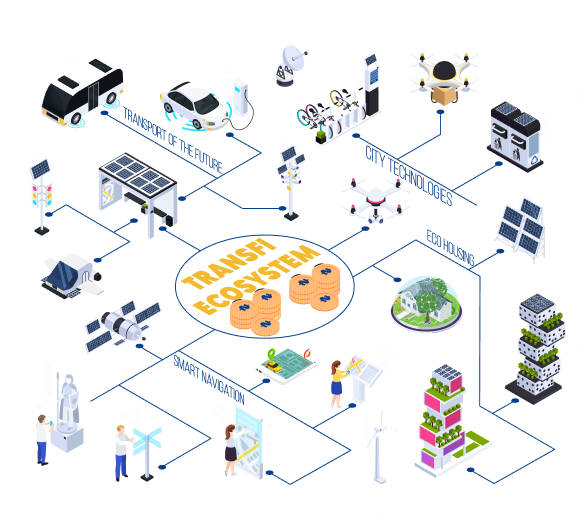 TRANSPORT OF THE FUTURE
CITY TECHNOLOGIES
ECO HOUSING
TRANSFI
ECOSYSTEM
SMART NAVIGATION